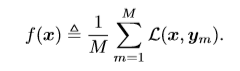 f(x) ≜ 1/M ∑_{m=1}^{M} ℒ(x, y_m).